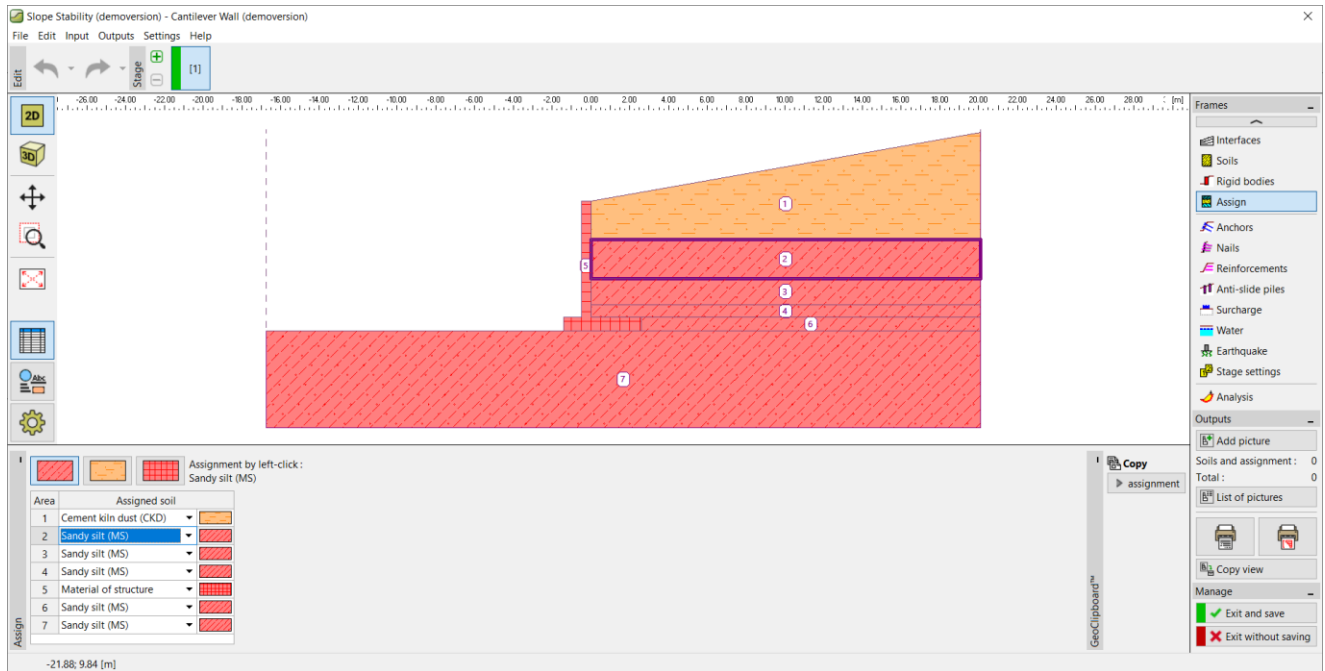 Slope Stability (demoversion) - Cantilever Wall (demoversion)
File Edit Input Outputs Settings Help
Edit
Stage
[1]
-26.00 -24.00 -22.00 -20.00 -18.00 -16.00 -14.00 -12.00 -10.00 -8.00 -6.00 -4.00 -2.00 0.00 2.00 4.00 6.00 8.00 10.00 12.00 14.00 16.00 18.00 20.00 22.00 24.00 26.00 28.00 [m]
2D
3D
Abc
1
2
5
3
4
6
7
Frames
Interfaces
Soils
Rigid bodies
Assign
Anchors
Nails
Reinforcements
Anti-slide piles
Surcharge
Water
Earthquake
Stage settings
Analysis
Outputs
Add picture
Soils and assignment : 0
Total : 0
List of pictures
Copy view
Manage
Exit and save
Exit without saving
Assign
Assignment by left-click :
Sandy silt (MS)
Area Assigned soil
1 Cement kiln dust (CKD)
2 Sandy silt (MS)
3 Sandy silt (MS)
4 Sandy silt (MS)
5 Material of structure
6 Sandy silt (MS)
7 Sandy silt (MS)
GeoClipboard™
Copy
assignment
-21.88; 9.84 [m]